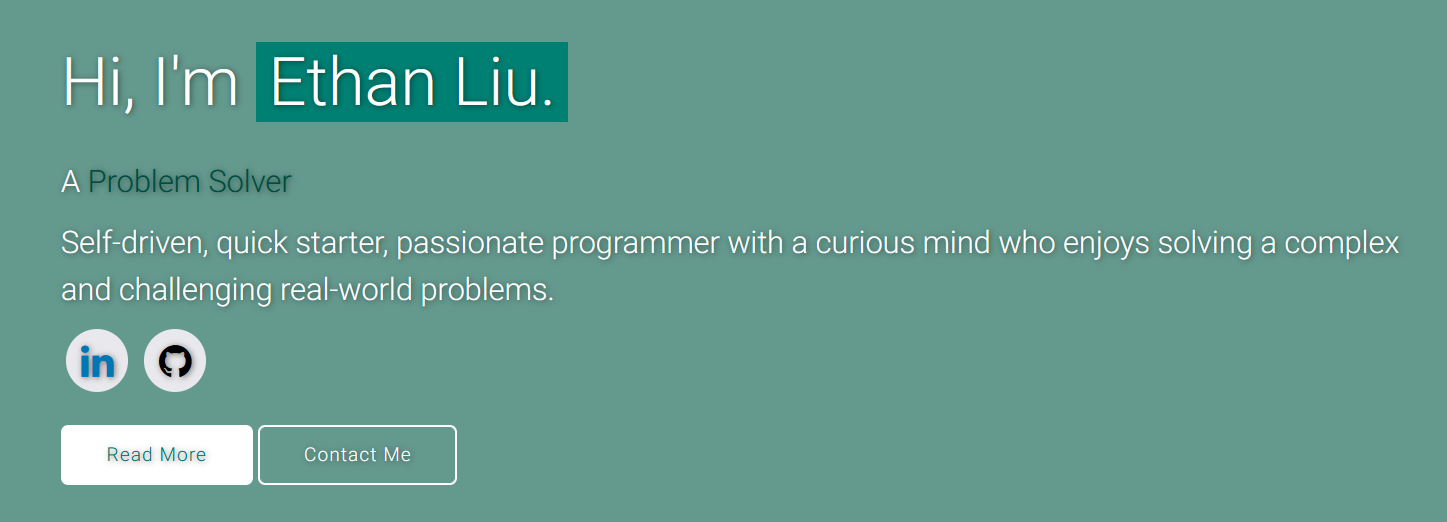 Hi, I'm Ethan Liu.
A Problem Solver
Self-driven, quick starter, passionate programmer with a curious mind who enjoys solving a complex
and challenging real-world problems.
in
Read More Contact Me